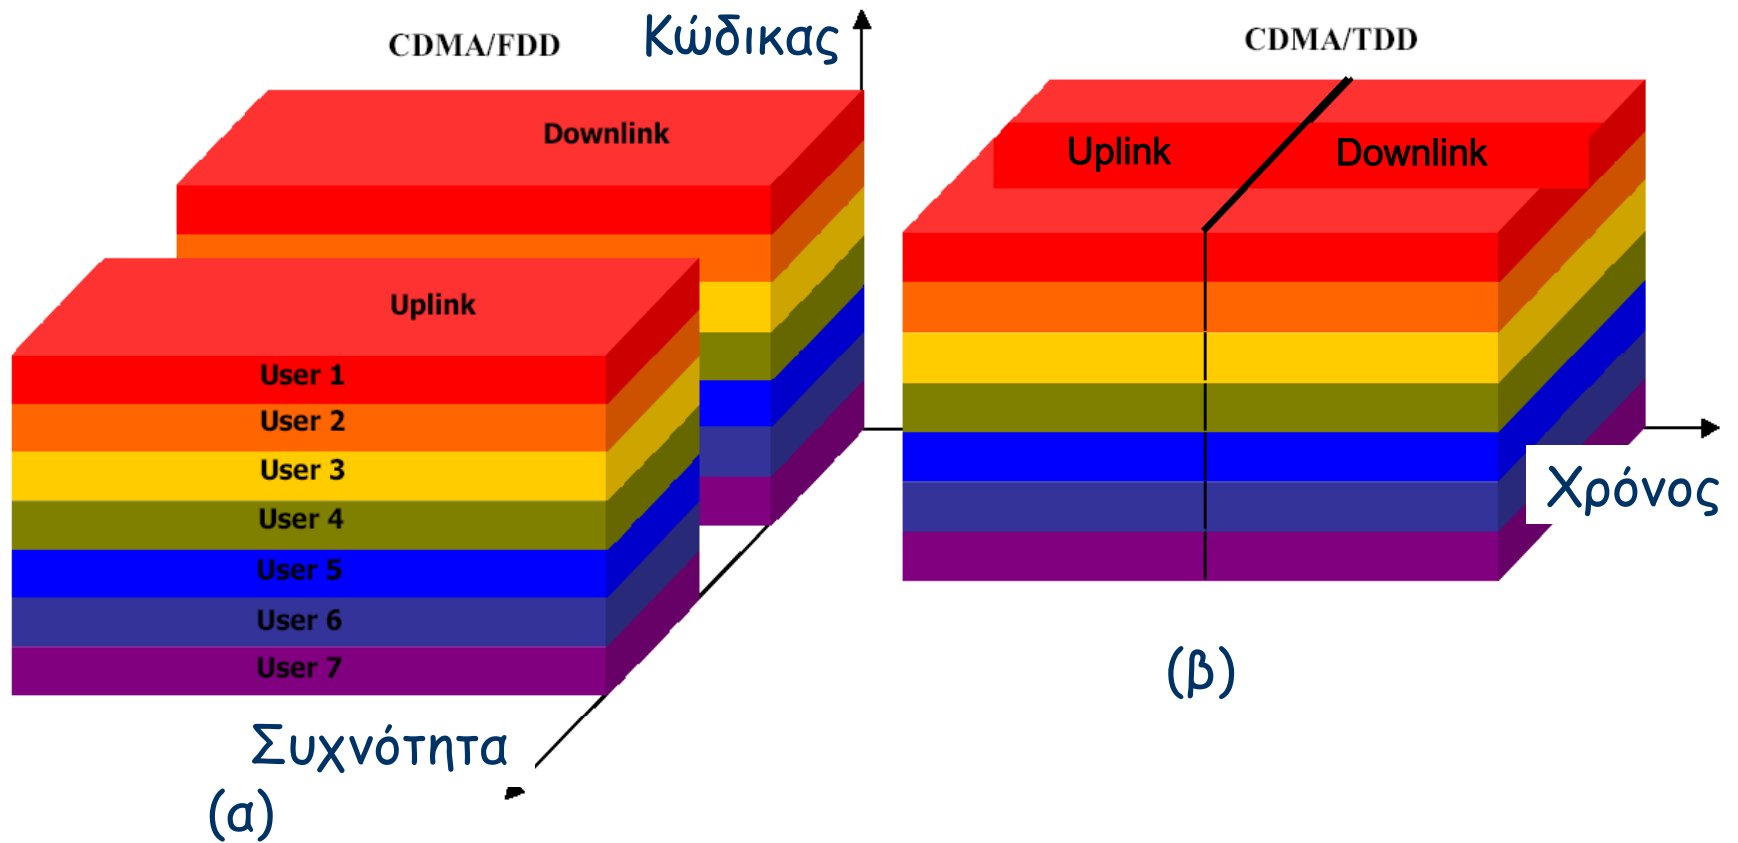 CDMA/FDD
Κώδικας
CDMA/TDD
Downlink
Uplink
Downlink
Uplink
User 1
User 2
User 3
User 4
User 5
User 6
User 7
Χρόνος
Συχνότητα
(α)
(β)